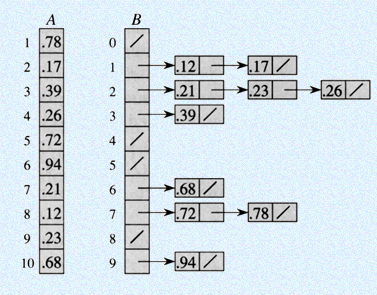 A B
1 .78 0 /
2 .17 1 .12 .17 /
3 .39 2 .21 .23 .26 /
4 .26 3 .39 /
5 .72 4 /
6 .94 5 /
7 .21 6 .68 /
8 .12 7 .72 .78 /
9 .23 8 /
10 .68 9 .94 /